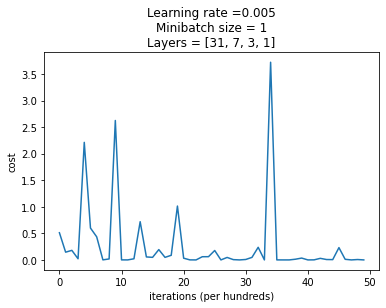 Learning rate =0.005
Minibatch size = 1
Layers = [31, 7, 3, 1]
3.5
3.0
2.5
2.0
1.5
1.0
0.5
0.0
cost
0 10 20 30 40 50
iterations (per hundreds)